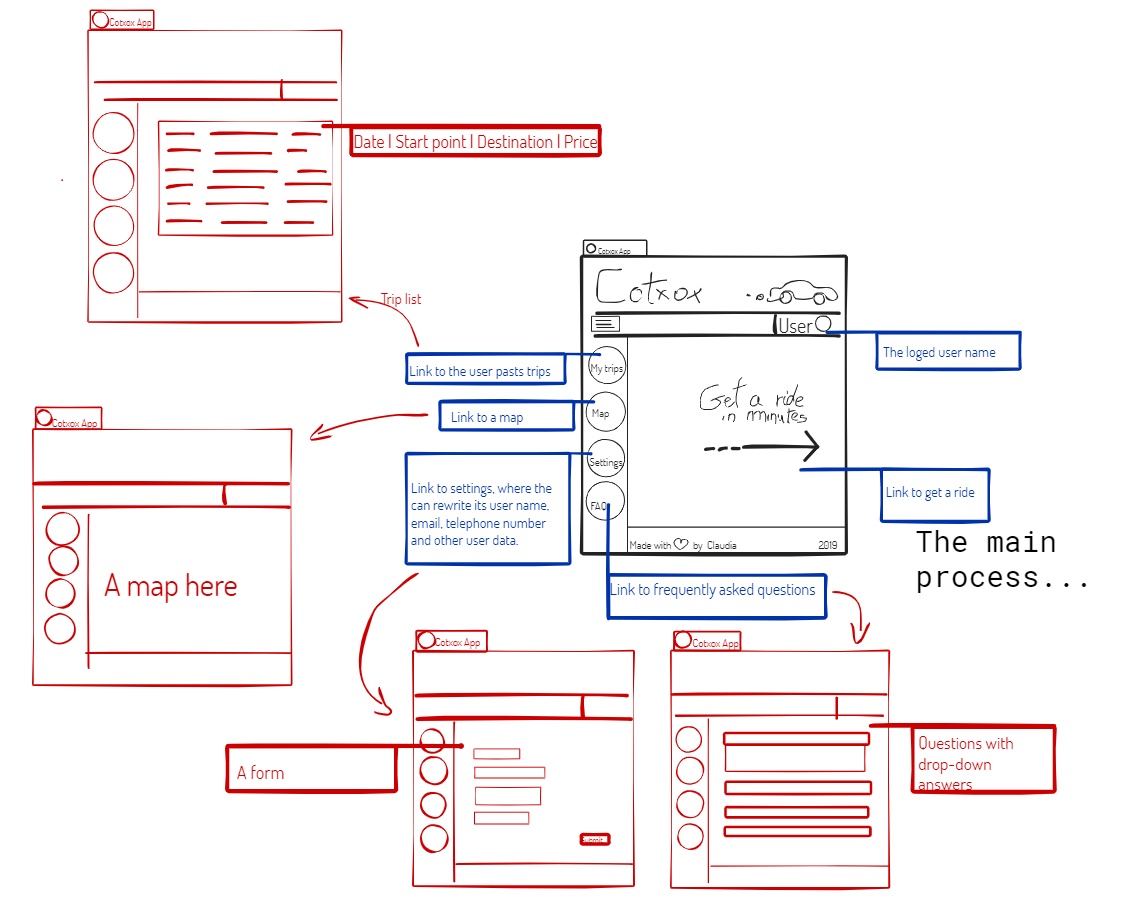 Cotxox App
Date | Start point | Destination | Price
Trip list
Cotxox App
Cotxox
User
The loged user name
Link to the user pasts trips
My trips
Link to a map
Map
Get a ride
in minutes
Settings
Link to settings, where the
can rewrite its user name,
email, telephone number
and other user data.
FAQ
Link to get a ride
Made with by Claudia
2019
The main
process...
Link to frequently asked questions
Cotxox App
A map here
Cotxox App
A form
Submit
Cotxox App
Questions with
drop-down
answers